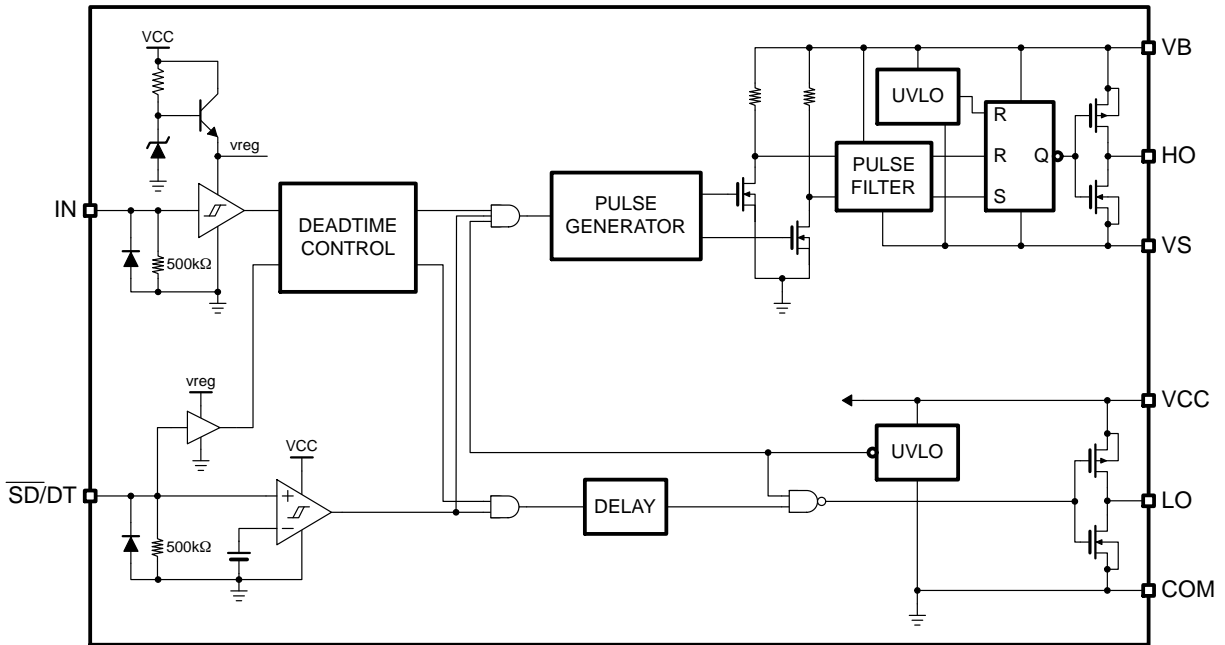 VCC
VB
UVLO
R
vreg
R
Q
HO
PULSE
FILTER
IN
DEADTIME
CONTROL
PULSE
GENERATOR
S
500kΩ
VS
vreg
VCC
VCC
UVLO
SD/DT
+
DELAY
LO
−
500kΩ
COM